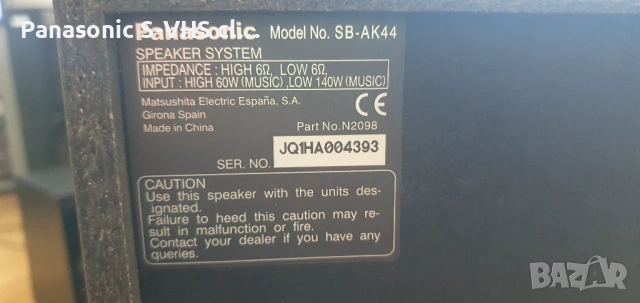 Panasonic S-VHS onic.
Panasonic Model No. SB-AK44
SPEAKER SYSTEM
IMPEDANCE : HIGH 6Ω, LOW 6Ω,
INPUT : HIGH 60W (MUSIC) ,LOW 140W (MUSIC)
Matsushita Electric España, S.A.
Girona Spain
Made in China
CE
Part No.N2098
SER. NO. JQ1HA004393
CAUTION
Use this speaker with the units des-
ignated.
Failure to heed this caution may re-
sult in malfunction or fire.
Contact your dealer if you have any
queries.
BAZAR